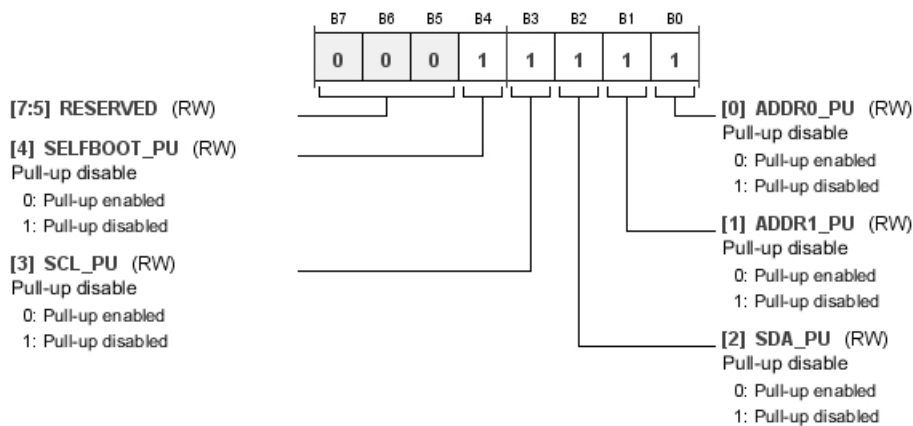 B7 B6 B5 B4 B3 B2 B1 B0
0 0 0 1 1 1 1 1
[7:5] RESERVED (RW)
[4] SELFBOOT_PU (RW)
Pull-up disable
0: Pull-up enabled
1: Pull-up disabled
[3] SCL_PU (RW)
Pull-up disable
0: Pull-up enabled
1: Pull-up disabled
[0] ADDR0_PU (RW)
Pull-up disable
0: Pull-up enabled
1: Pull-up disabled
[1] ADDR1_PU (RW)
Pull-up disable
0: Pull-up enabled
1: Pull-up disabled
[2] SDA_PU (RW)
Pull-up disable
0: Pull-up enabled
1: Pull-up disabled